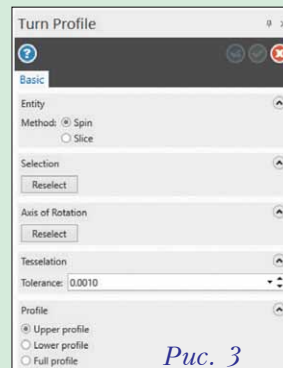 Turn Profile
?
Basic
Entity
Method: Spin
Slice
Selection
Reselect
Axis of Rotation
Reselect
Tesselation
Tolerance: 0.0010
Profile
Upper profile
Lower profile
Full profile
Рис. 3